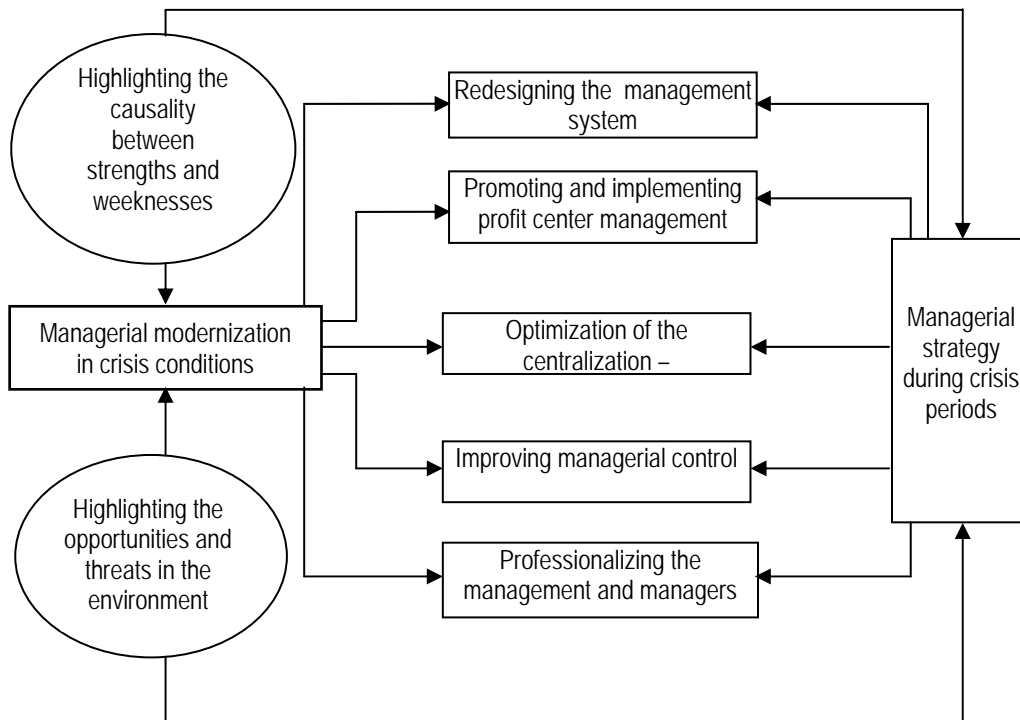 Highlighting the
causality
between
strengths and
weeknesses
Redesigning the management
system
Promoting and implementing
profit center management
Managerial modernization
in crisis conditions
Optimization of the
centralization –
Managerial
strategy
during crisis
periods
Improving managerial control
Highlighting the
opportunities and
threats in the
environment
Professionalizing the
management and managers